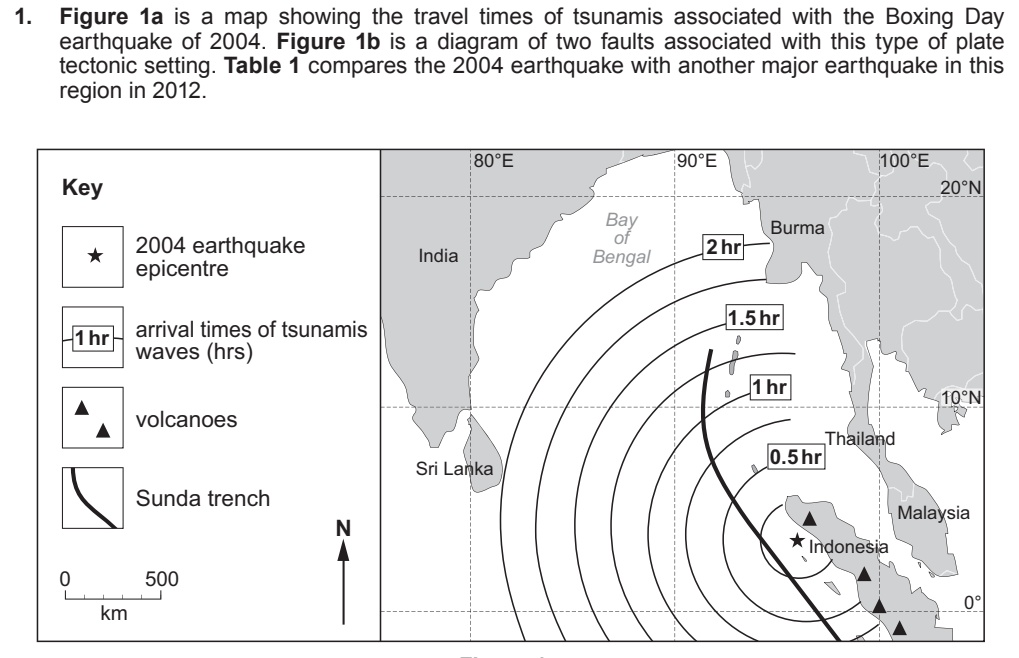 1. Figure 1a is a map showing the travel times of tsunamis associated with the Boxing Day
earthquake of 2004. Figure 1b is a diagram of two faults associated with this type of plate
tectonic setting. Table 1 compares the 2004 earthquake with another major earthquake in this
region in 2012.
Key
2004 earthquake
epicentre
1 hr
arrival times of tsunamis
waves (hrs)
volcanoes
Sunda trench
N
0 500
km
80°E 90°E 100°E
20°N
Bay
of
Bengal
India
Burma
2 hr
1.5 hr
1 hr
10°N
Thailand
0.5 hr
Sri Lanka
Malaysia
Indonesia
0°